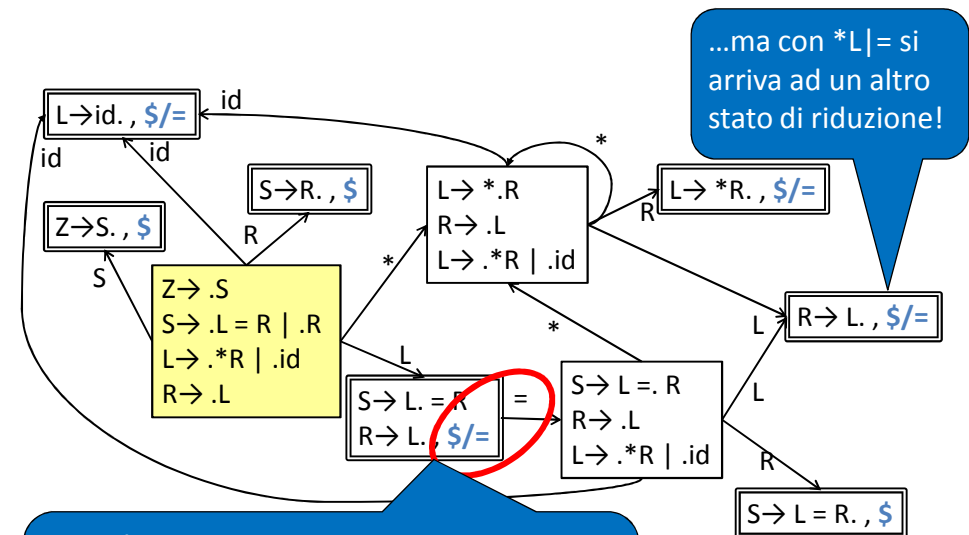 ...ma con *L|= si
arriva ad un altro
stato di riduzione!
L→id. , $/=
id
id
id
*
S→R. , $
L→ *.R
R→ .L
L→ .*R | .id
L→ *R. , $/=
R
Z→S. , $
R
S
*
Z→ .S
S→ .L = R | .R
L→ .*R | .id
R→ .L
*
L
R→ L. , $/=
L
S→ L. = R
R→ L. , $/=
=
S→ L =. R
R→ .L
L→ .*R | .id
L
R
S→ L = R. , $